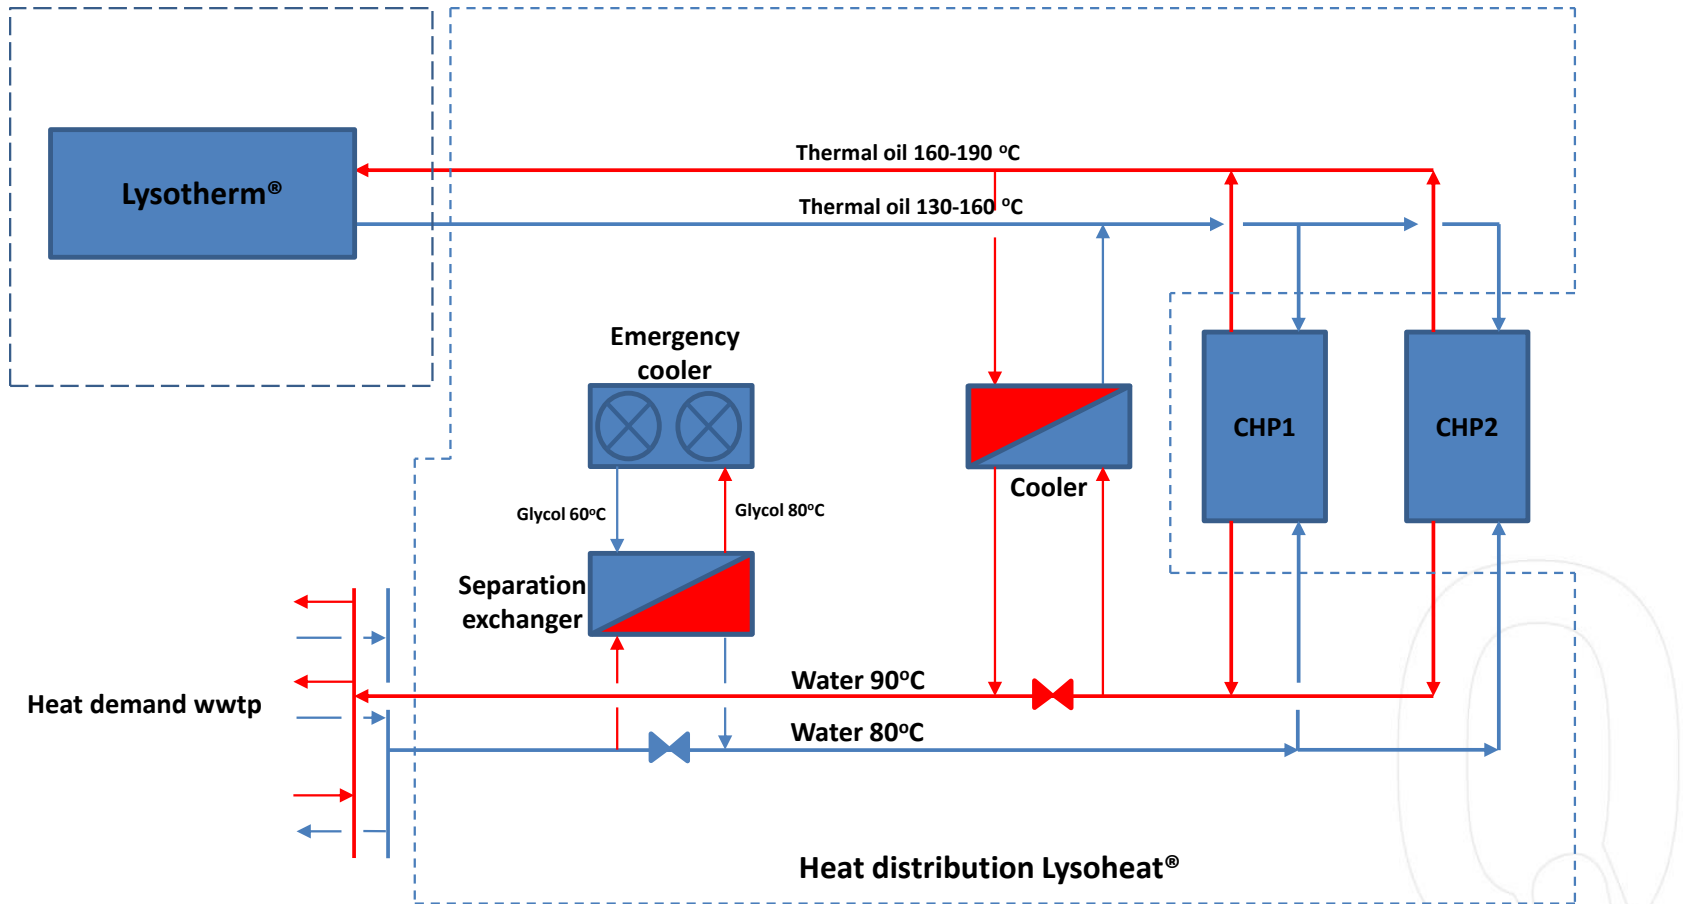 Thermal oil 160-190 ºC
Lysotherm®
Thermal oil 130-160 ºC
Emergency
cooler
CHP1
CHP2
Cooler
Glycol 60ºC
Glycol 80ºC
Separation
exchanger
Water 90ºC
Heat demand wwtp
Water 80ºC
Heat distribution Lysoheat®